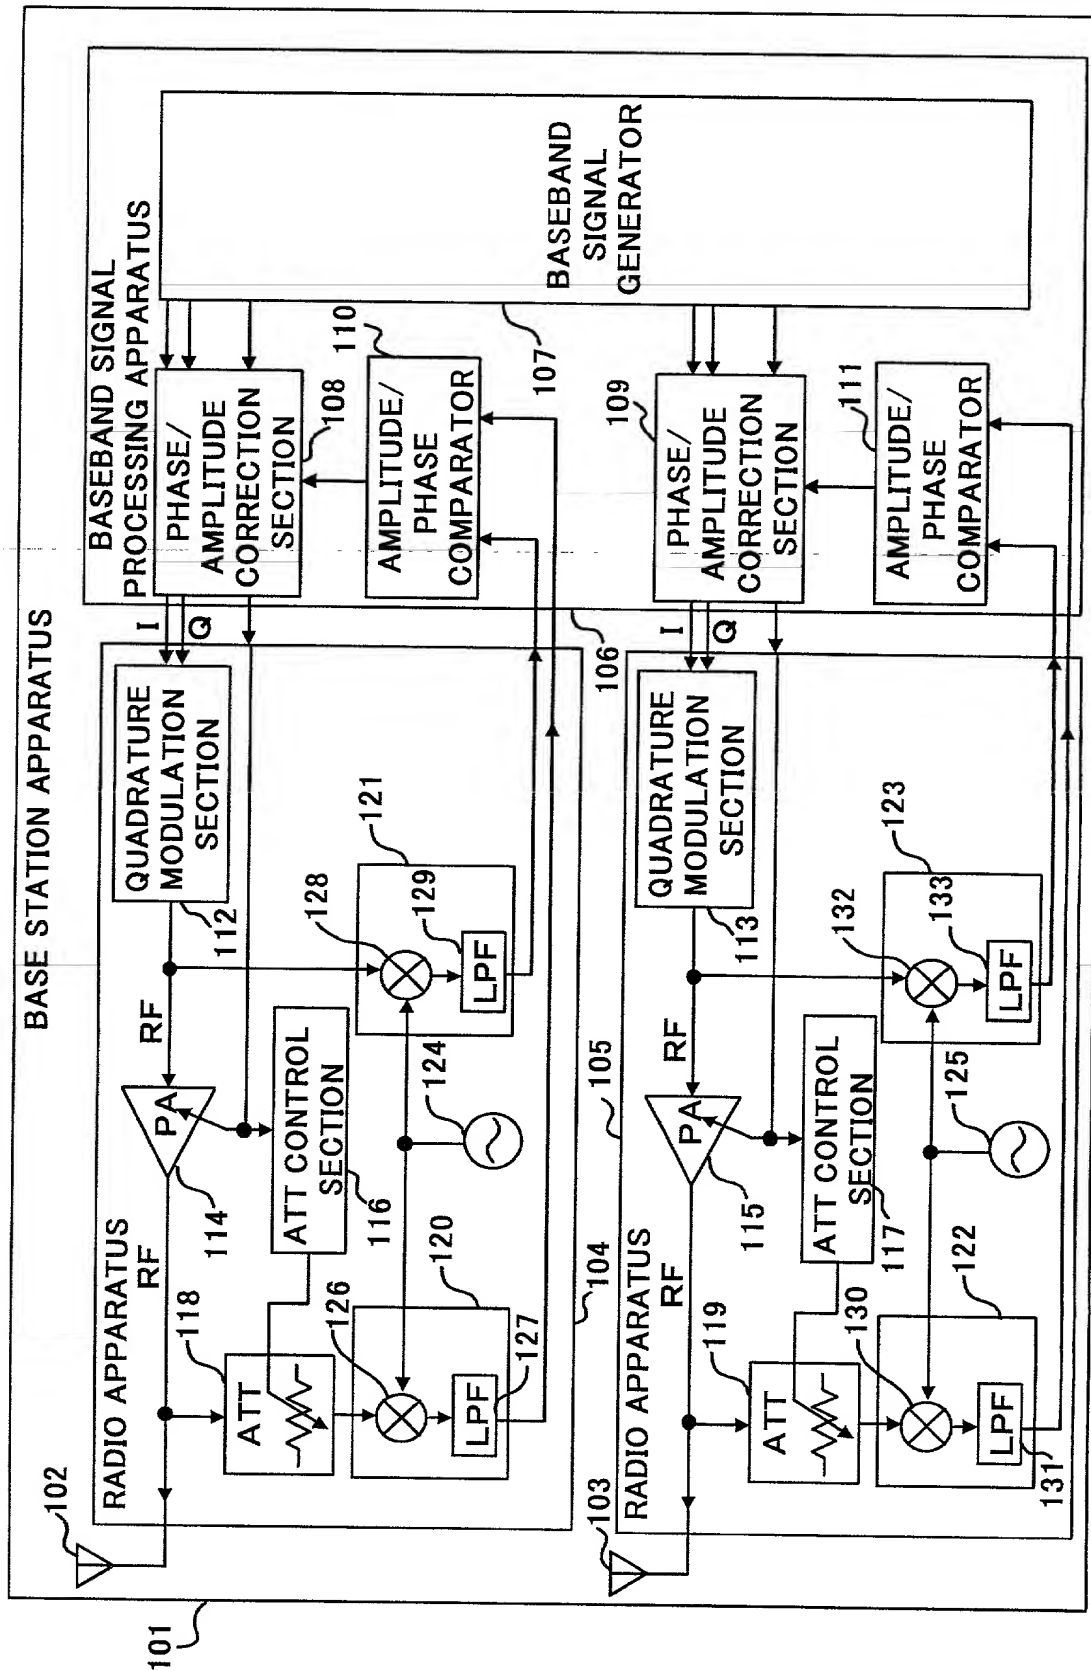 BASE STATION APPARATUS
101
102
RADIO APPARATUS
RF
118
ATT
114
PA
RF
112
QUADRATURE
MODULATION
SECTION
I
Q
BASEBAND SIGNAL
PROCESSING APPARATUS
PHASE/
AMPLITUDE
CORRECTION
SECTION
108
110
AMPLITUDE/
PHASE
COMPARATOR
107
BASEBAND
SIGNAL
GENERATOR
ATT CONTROL
SECTION
116
126
120
LPF
127
124
128
121
129
LPF
104
106
103
RADIO APPARATUS
105
RF
119
ATT
115
PA
RF
113
QUADRATURE
MODULATION
SECTION
I
Q
109
PHASE/
AMPLITUDE
CORRECTION
SECTION
111
AMPLITUDE/
PHASE
COMPARATOR
ATT CONTROL
SECTION
117
130
122
LPF
131
125
132
123
133
LPF